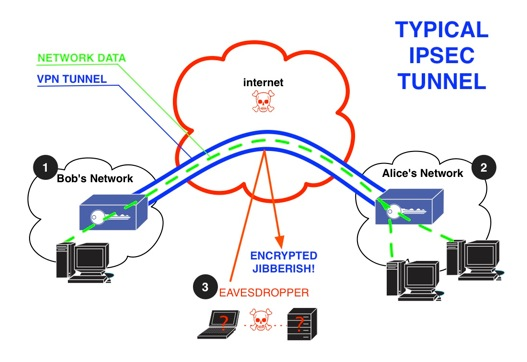 TYPICAL
IPSEC
TUNNEL
NETWORK DATA
VPN TUNNEL
internet
1
Bob's Network
Alice's Network
2
ENCRYPTED
JIBBERISH!
3
EAVESDROPPER
? ?